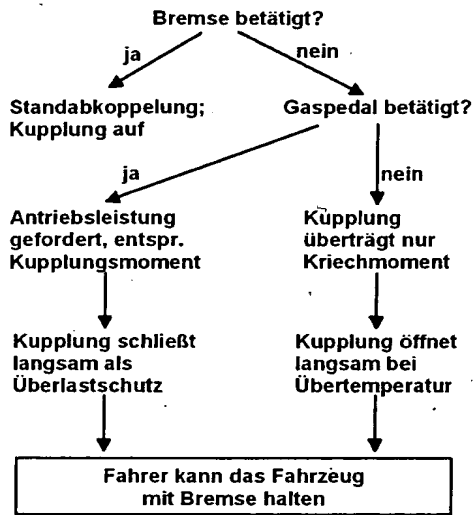 Bremse betätigt?
ja
nein
Standabkoppelung;
Kupplung auf
Gaspedal betätigt?
ja
nein
Antriebsleistung
gefordert, entspr.
Kupplungsmoment
Kupplung
überträgt nur
Kriechmoment
Kupplung schließt
langsam als
Überlastschutz
Kupplung öffnet
langsam bei
Übertemperatur
Fahrer kann das Fahrzeug
mit Bremse halten